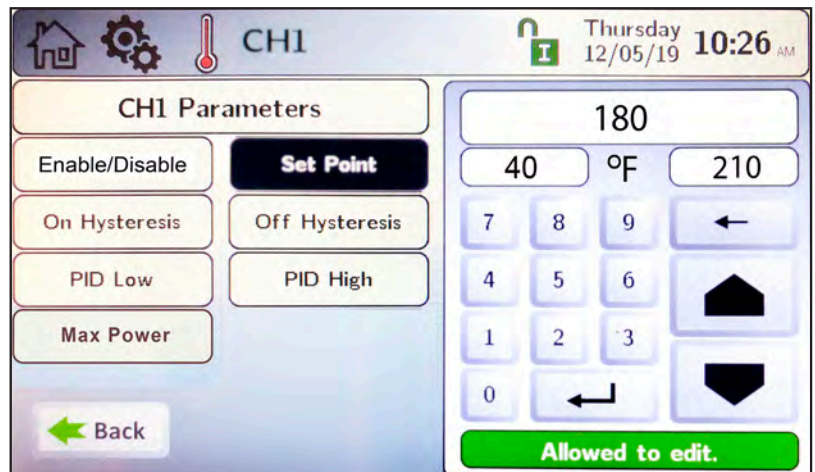 CH1
I
Thursday
12/05/19
10:26 AM
CH1 Parameters
Enable/Disable
Set Point
On Hysteresis
Off Hysteresis
PID Low
PID High
Max Power
Back
180
40 °F 210
7 8 9
4 5 6
1 2 3
0
Allowed to edit.